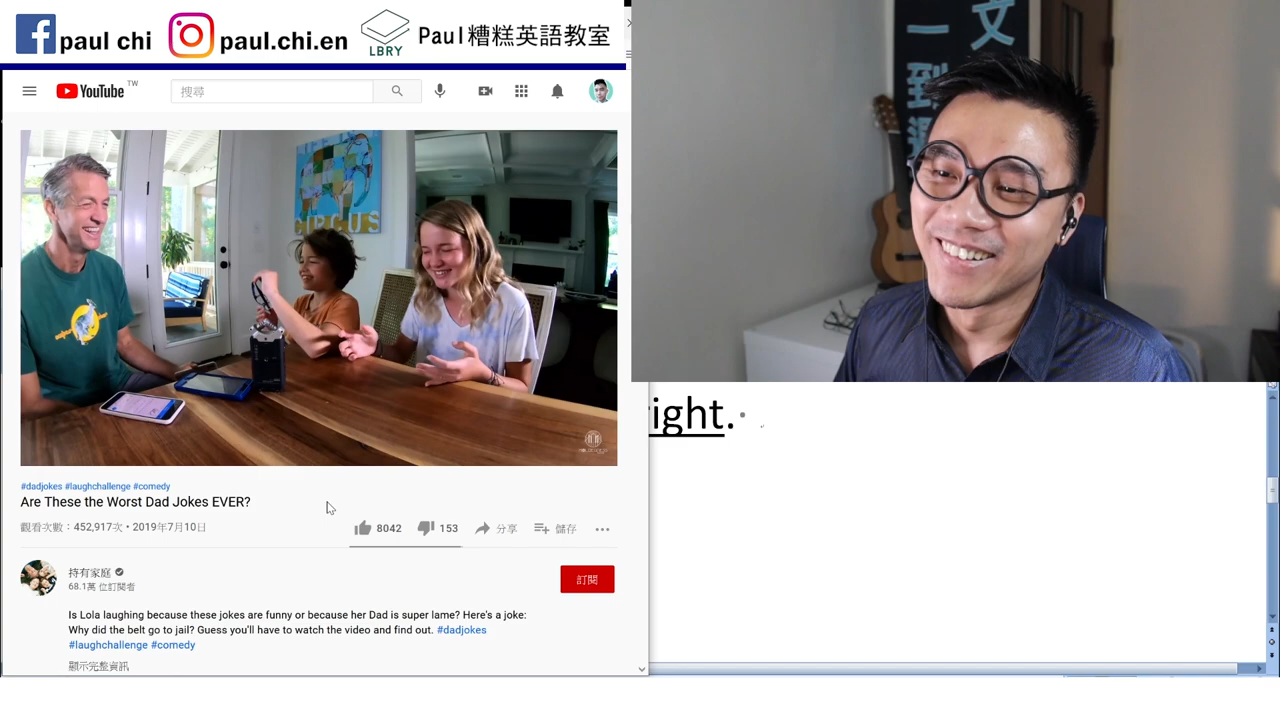 paul chi
paul.chi.en
LBRY
Paul糟糕英語教室
YouTube TW
搜尋
CIRCUS
文
一
到
#dadjokes #laughchallenge #comedy
Are These the Worst Dad Jokes EVER?
觀看次數：452,917次 • 2019年7月10日
8042
153
分享
儲存
持有家庭
68.1萬 位訂閱者
訂閱
Is Lola laughing because these jokes are funny or because her Dad is super lame? Here's a joke:
Why did the belt go to jail? Guess you'll have to watch the video and find out. #dadjokes
#laughchallenge #comedy
顯示完整資訊
right.